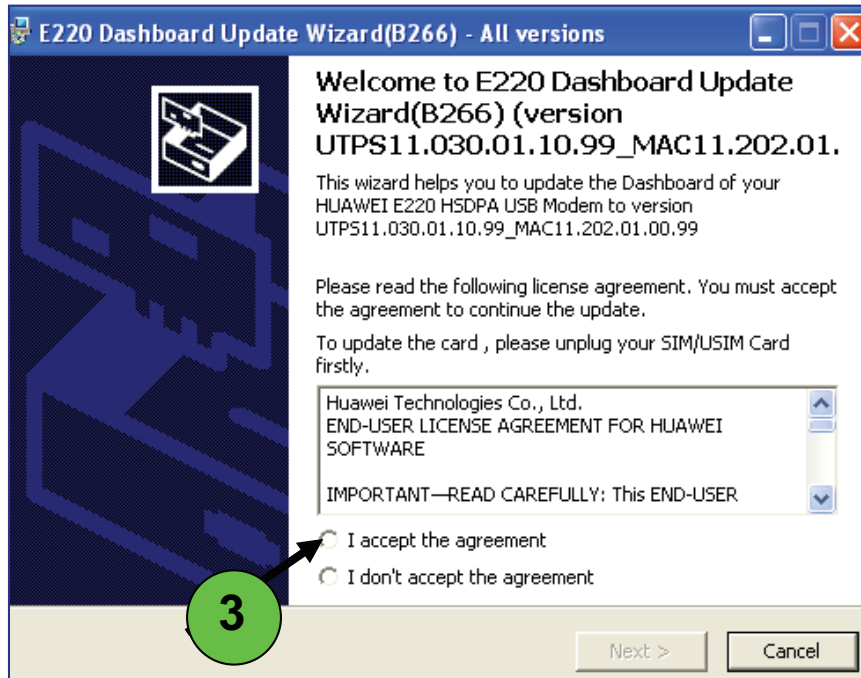 E220 Dashboard Update Wizard(B266) - All versions
Welcome to E220 Dashboard Update
Wizard(B266) (version
UTPS11.030.01.10.99_MAC11.202.01.
This wizard helps you to update the Dashboard of your
HUAWEI E220 HSDPA USB Modem to version
UTPS11.030.01.10.99_MAC11.202.01.00.99
Please read the following license agreement. You must accept
the agreement to continue the update.
To update the card , please unplug your SIM/USIM Card
firstly.
Huawei Technologies Co., Ltd.
END-USER LICENSE AGREEMENT FOR HUAWEI
SOFTWARE
IMPORTANT—READ CAREFULLY: This END-USER
I accept the agreement
I don't accept the agreement
3
Next >
Cancel